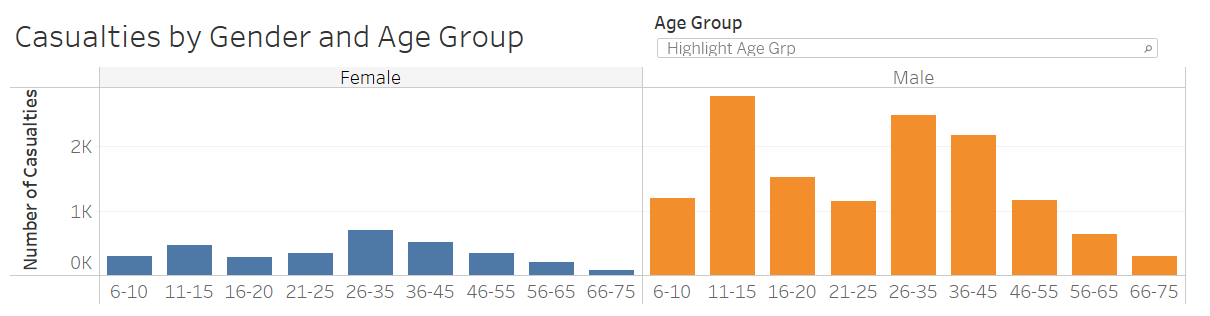 Casualties by Gender and Age Group
Age Group
Highlight Age Grp
Female Male
Number of Casualties
2K
1K
0K
6-10 11-15 16-20 21-25 26-35 36-45 46-55 56-65 66-75 6-10 11-15 16-20 21-25 26-35 36-45 46-55 56-65 66-75